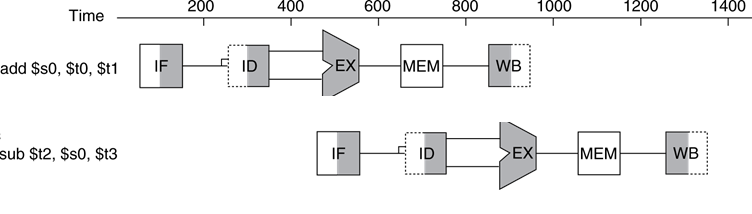 Time 200 400 600 800 1000 1200 1400
add $s0, $t0, $t1 IF ID EX MEM WB
sub $t2, $s0, $t3 IF ID EX MEM WB